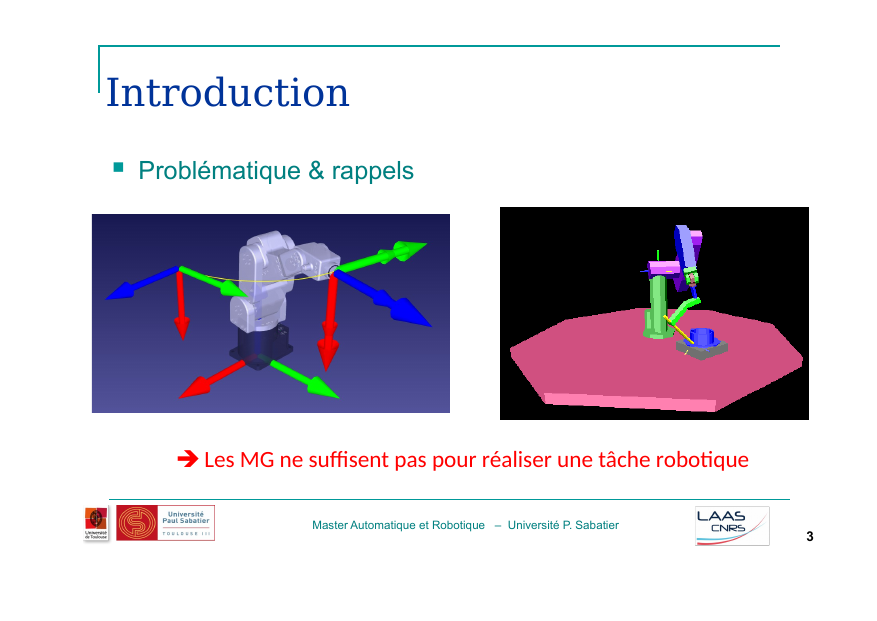 Introduction
Problématique & rappels
➔ Les MG ne suffisent pas pour réaliser une tâche robotique
Université
de Toulouse
Université
Paul Sabatier
TOULOUSE III
Master Automatique et Robotique – Université P. Sabatier
LAAS
CNRS
3